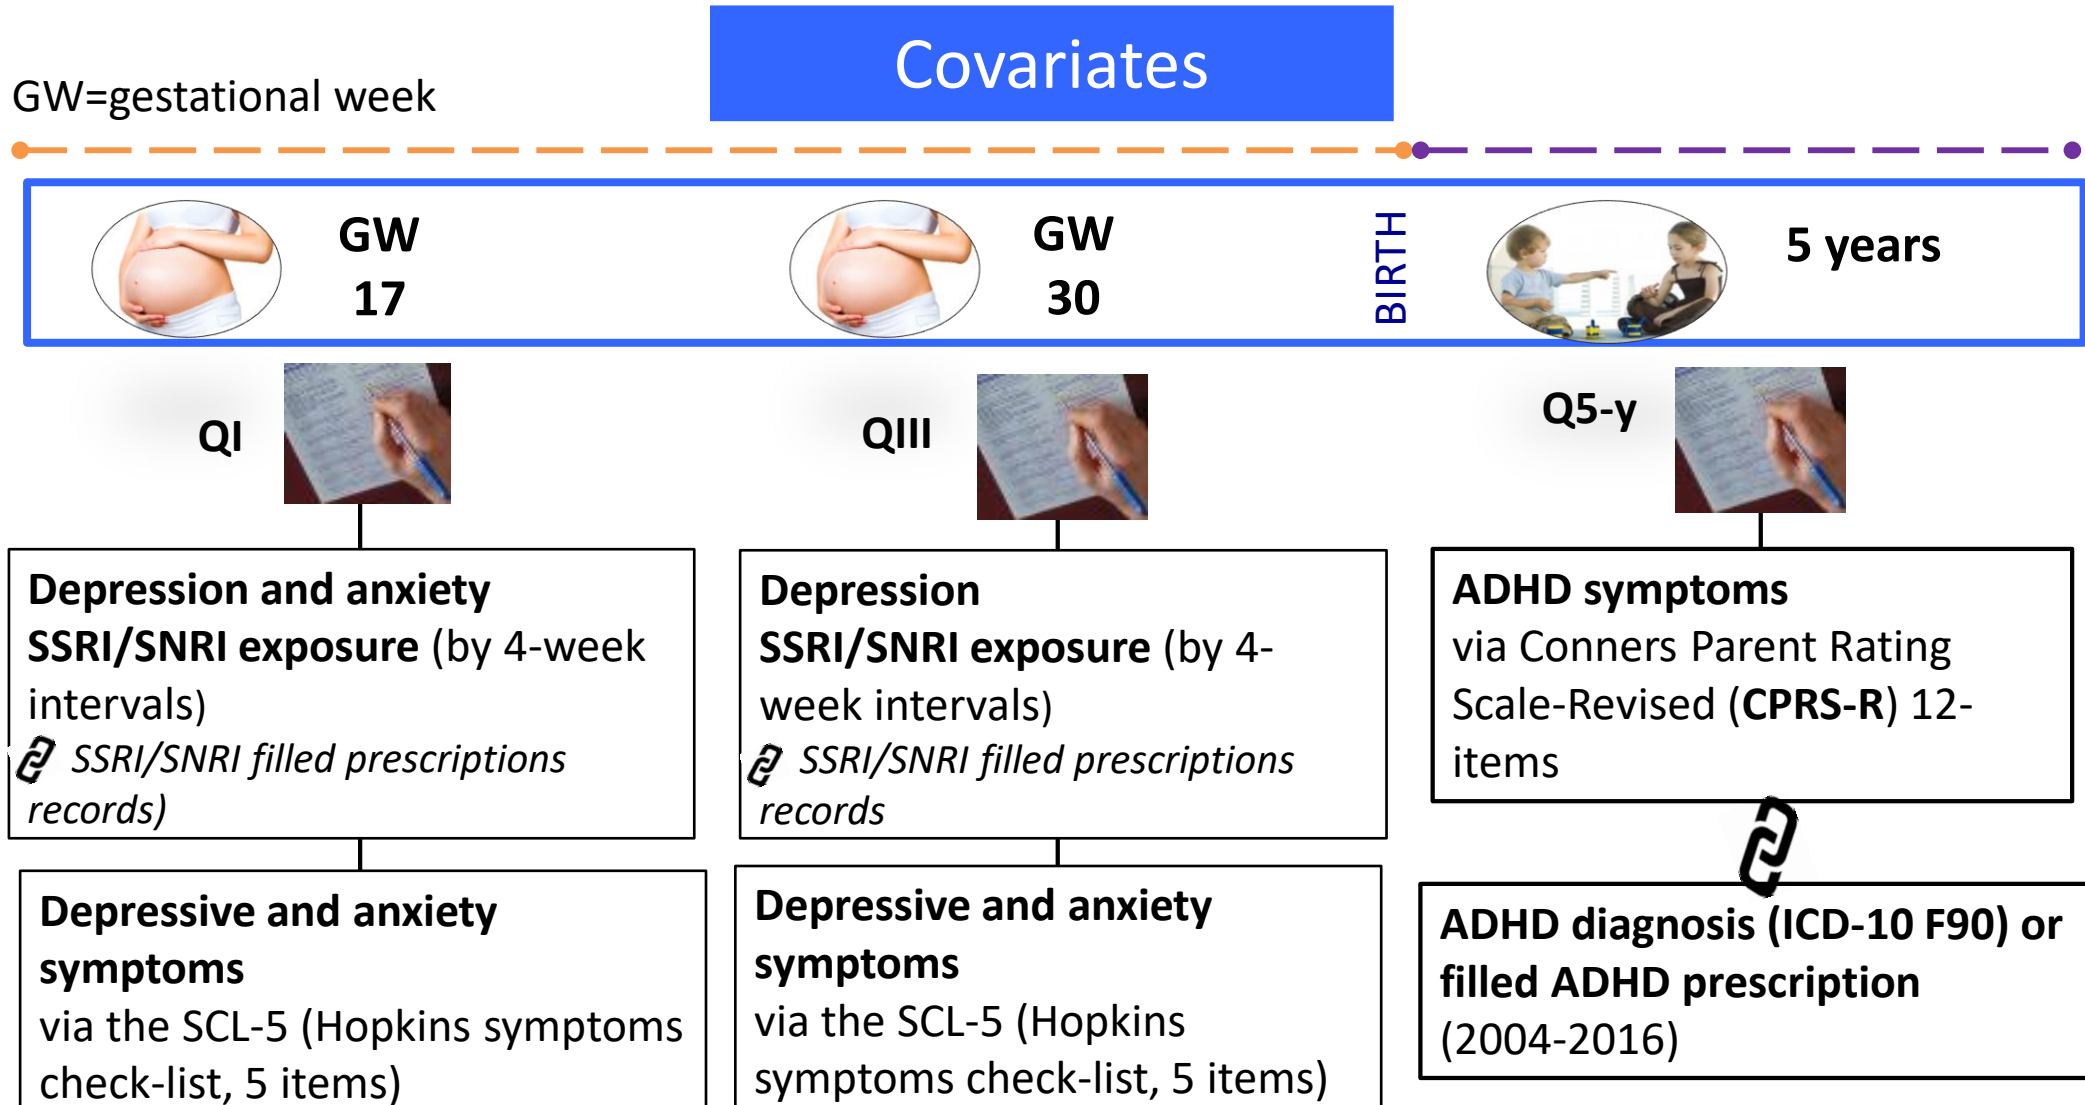 Covariates
GW=gestational week
GW
17
GW
30
BIRTH
5 years
QI
QIII
Q5-y
Depression and anxiety
SSRI/SNRI exposure (by 4-week
intervals)
SSRI/SNRI filled prescriptions
records)
Depressive and anxiety
symptoms
via the SCL-5 (Hopkins symptoms
check-list, 5 items)
Depression
SSRI/SNRI exposure (by 4-
week intervals)
SSRI/SNRI filled prescriptions
records
Depressive and anxiety
symptoms
via the SCL-5 (Hopkins
symptoms check-list, 5 items)
ADHD symptoms
via Conners Parent Rating
Scale-Revised (CPRS-R) 12-
items
ADHD diagnosis (ICD-10 F90) or
filled ADHD prescription
(2004-2016)